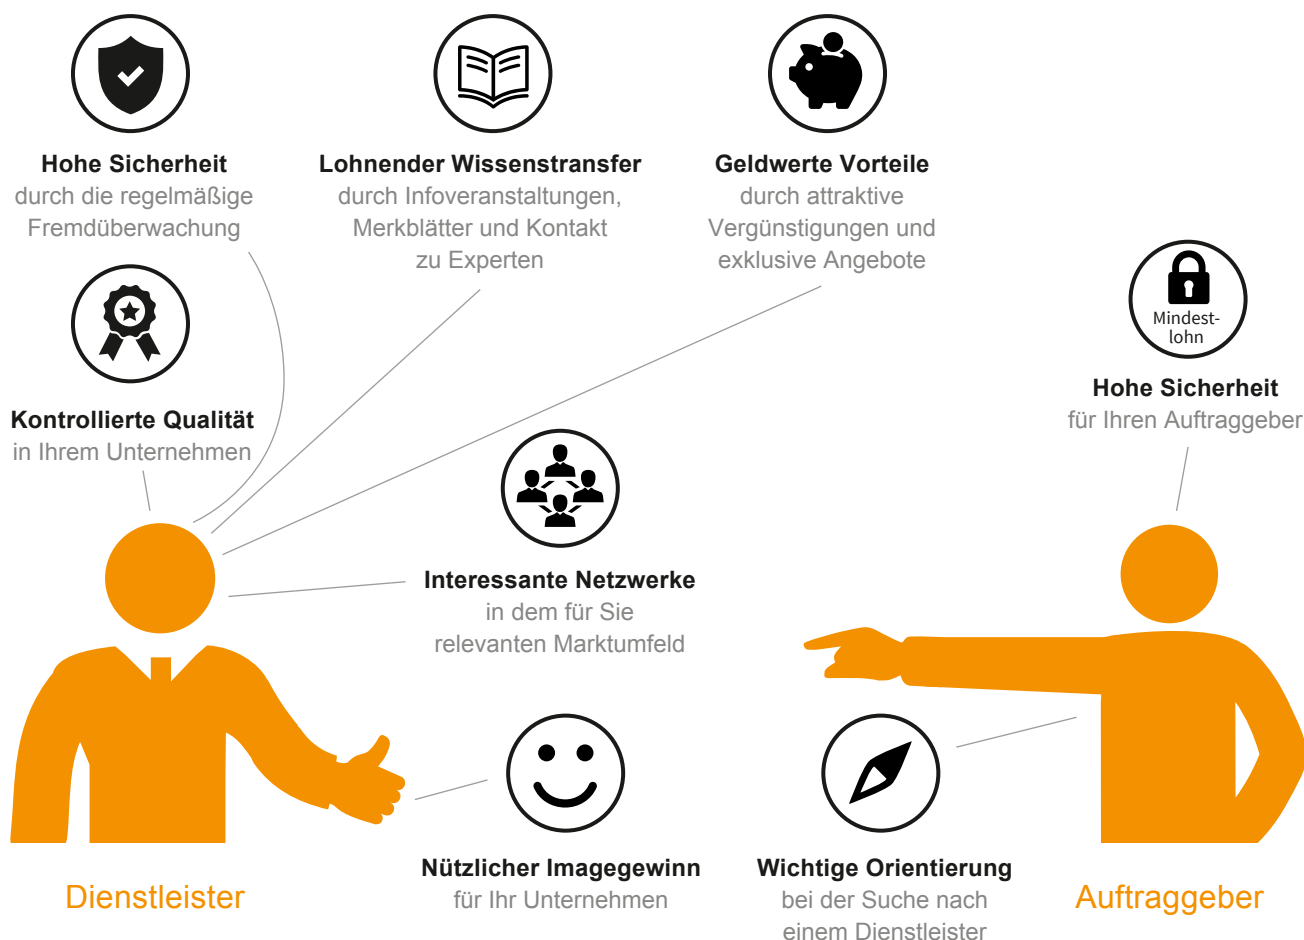 Hohe Sicherheit
durch die regelmäßige
Fremdüberwachung
Lohnender Wissenstransfer
durch Infoveranstaltungen,
Merkblätter und Kontakt
zu Experten
Geldwerte Vorteile
durch attraktive
Vergünstigungen und
exklusive Angebote
Mindest-
lohn
Hohe Sicherheit
für Ihren Auftraggeber
Kontrollierte Qualität
in Ihrem Unternehmen
Interessante Netzwerke
in dem für Sie
relevanten Marktumfeld
Nützlicher Imagegewinn
für Ihr Unternehmen
Wichtige Orientierung
bei der Suche nach
einem Dienstleister
Dienstleister
Auftraggeber